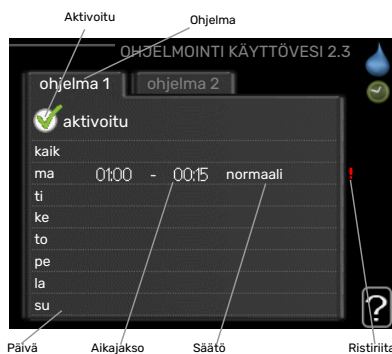 Aktivoitu
Ohjelma
OHJELMOINTI KÄYTTÖVESI 2.3
ohjelma 1 ohjelma 2
aktivoitu
kaik
ma 01:00 - 00:15 normaali !
ti
ke
to
pe
la
su
?
Päivä Aikajakso Säätö Ristiriita